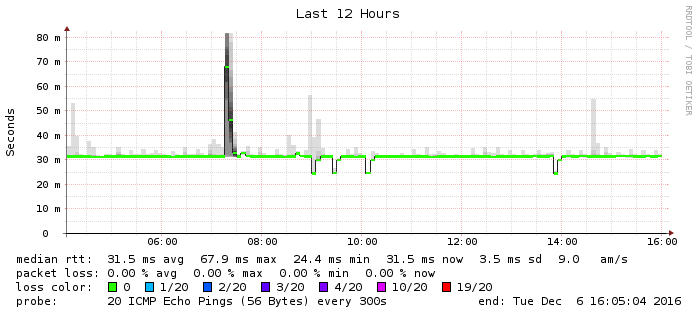 Last 12 Hours
RRDTOOL / TOBI OETIKER
Seconds
80 m
70 m
60 m
50 m
40 m
30 m
20 m
10 m
0
06:00 08:00 10:00 12:00 14:00 16:00
median rtt: 31.5 ms avg 67.9 ms max 24.4 ms min 31.5 ms now 3.5 ms sd 9.0 am/s
packet loss: 0.00 % avg 0.00 % max 0.00 % min 0.00 % now
loss color: 0 1/20 2/20 3/20 4/20 10/20 19/20
probe: 20 ICMP Echo Pings (56 Bytes) every 300s end: Tue Dec 6 16:05:04 2016